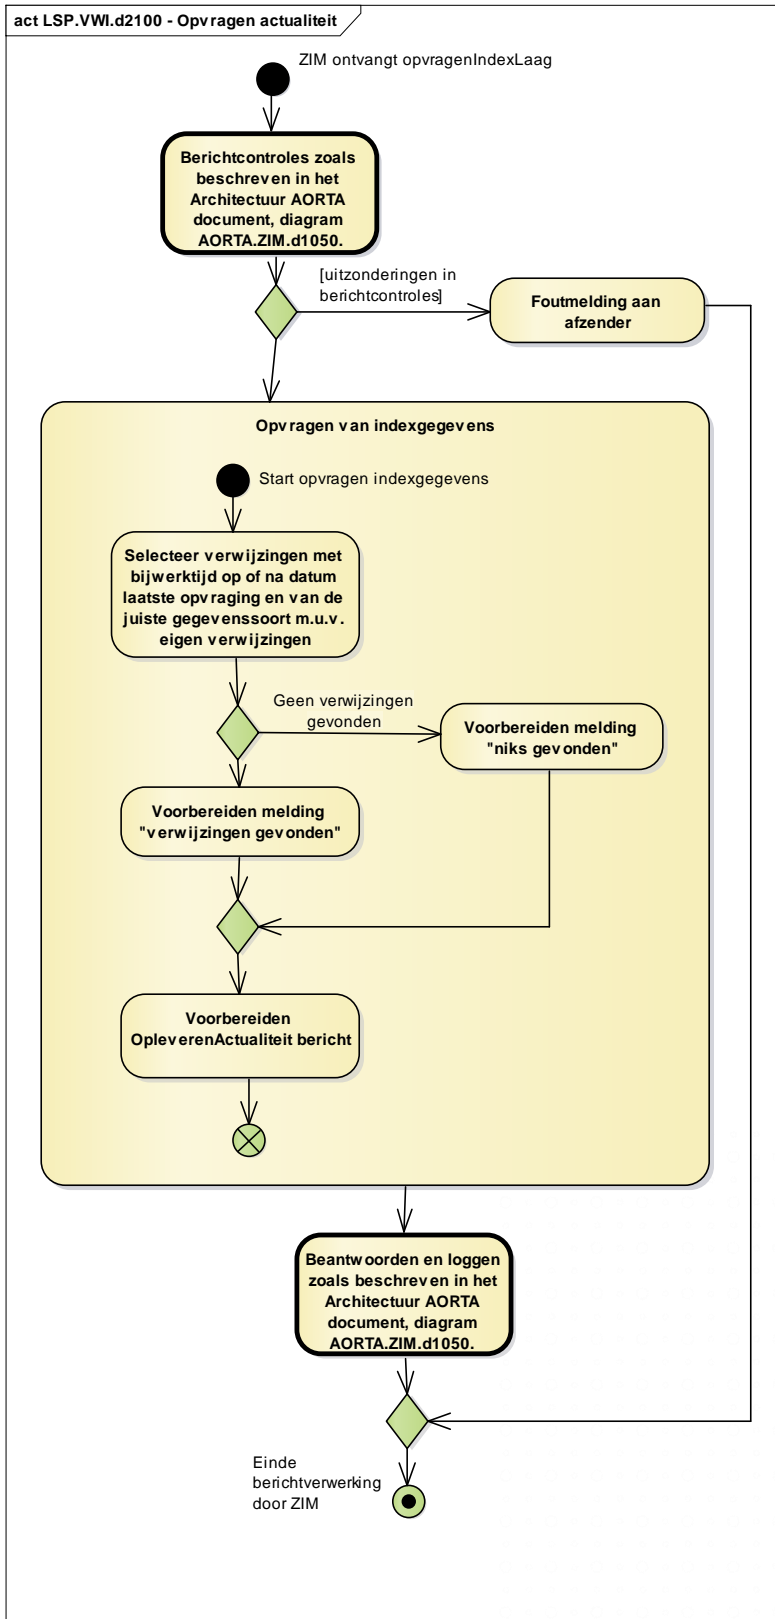 act LSP.VWI.d2100 - Opvragen actualiteit
ZIM ontvangt opvragenIndexLaag
Berichtcontroles zoals
beschreven in het
Architectuur AORTA
document, diagram
AORTA.ZIM.d1050.
[uitzonderingen in
berichtcontroles]
Foutmelding aan
afzender
Opvragen van indexgegevens
Start opvragen indexgegevens
Selecteer verwijzingen met
bijwerktijd op of na datum
laatste opvraging en van de
juiste gegevenssoort m.u.v.
eigen verwijzingen
Geen verwijzingen
gevonden
Voorbereiden melding
"niks gevonden"
Voorbereiden melding
"verwijzingen gevonden"
Voorbereiden
OpleverenActualiteit bericht
Beantwoorden en loggen
zoals beschreven in het
Architectuur AORTA
document, diagram
AORTA.ZIM.d1050.
Einde
berichtverwerking
door ZIM